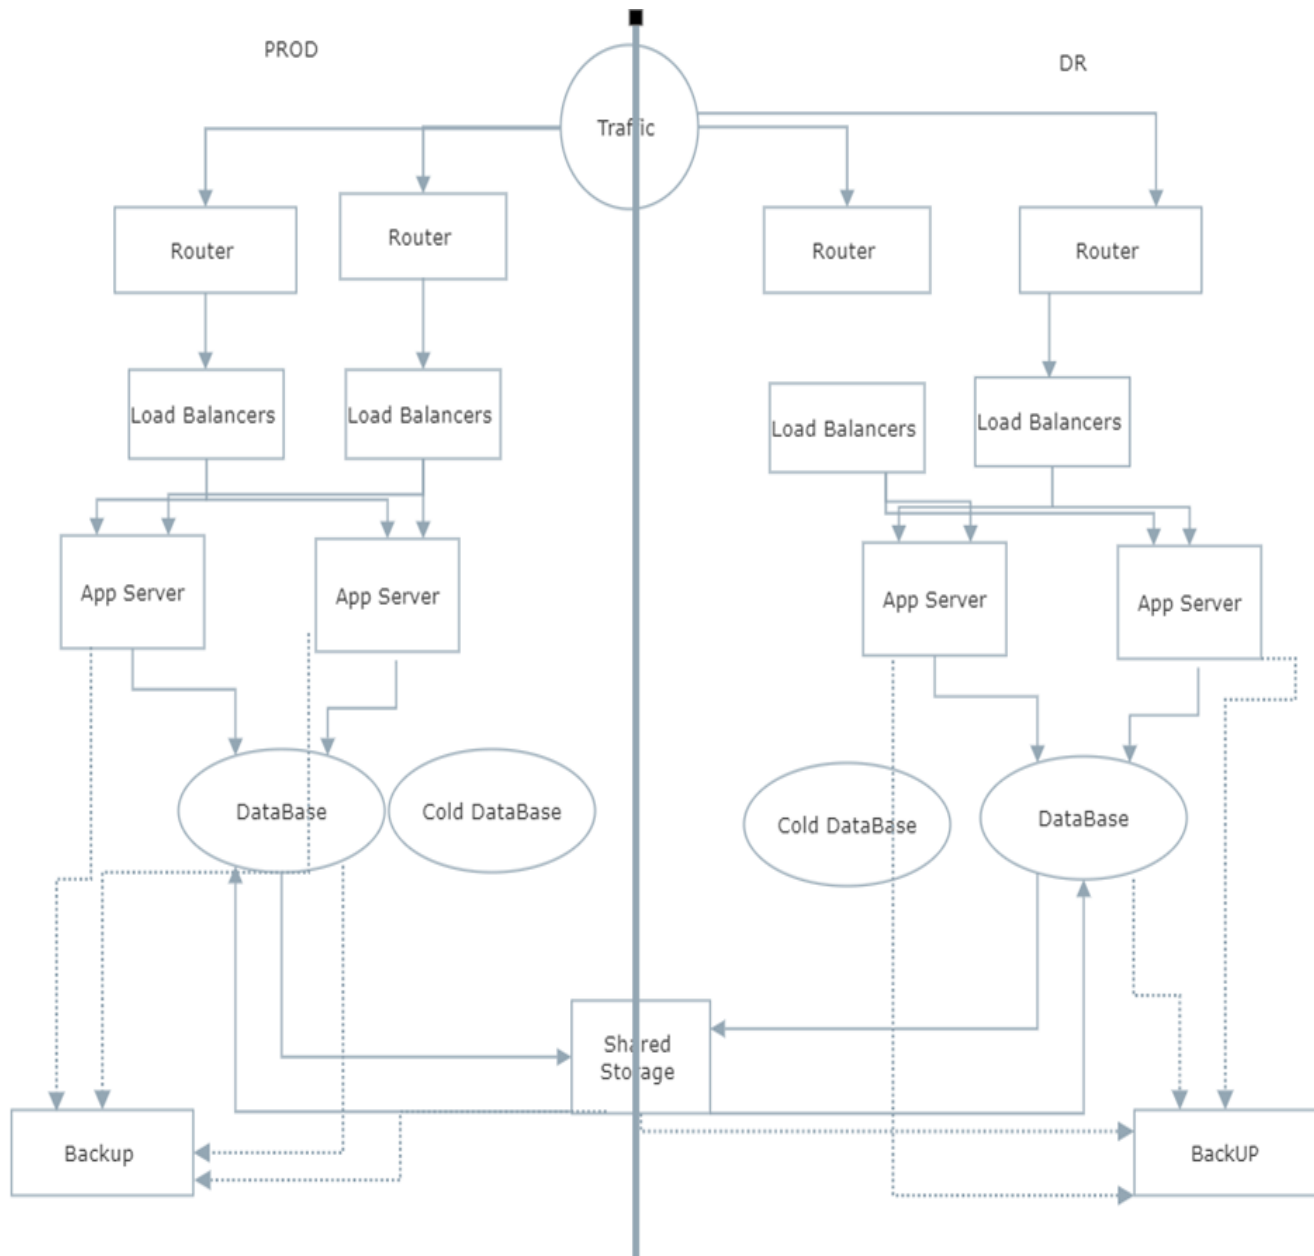 PROD
DR
Traffic
Router
Router
Router
Router
Load Balancers
Load Balancers
Load Balancers
Load Balancers
App Server
App Server
App Server
App Server
DataBase
Cold DataBase
Cold DataBase
DataBase
Shared
Storage
Backup
BackUP